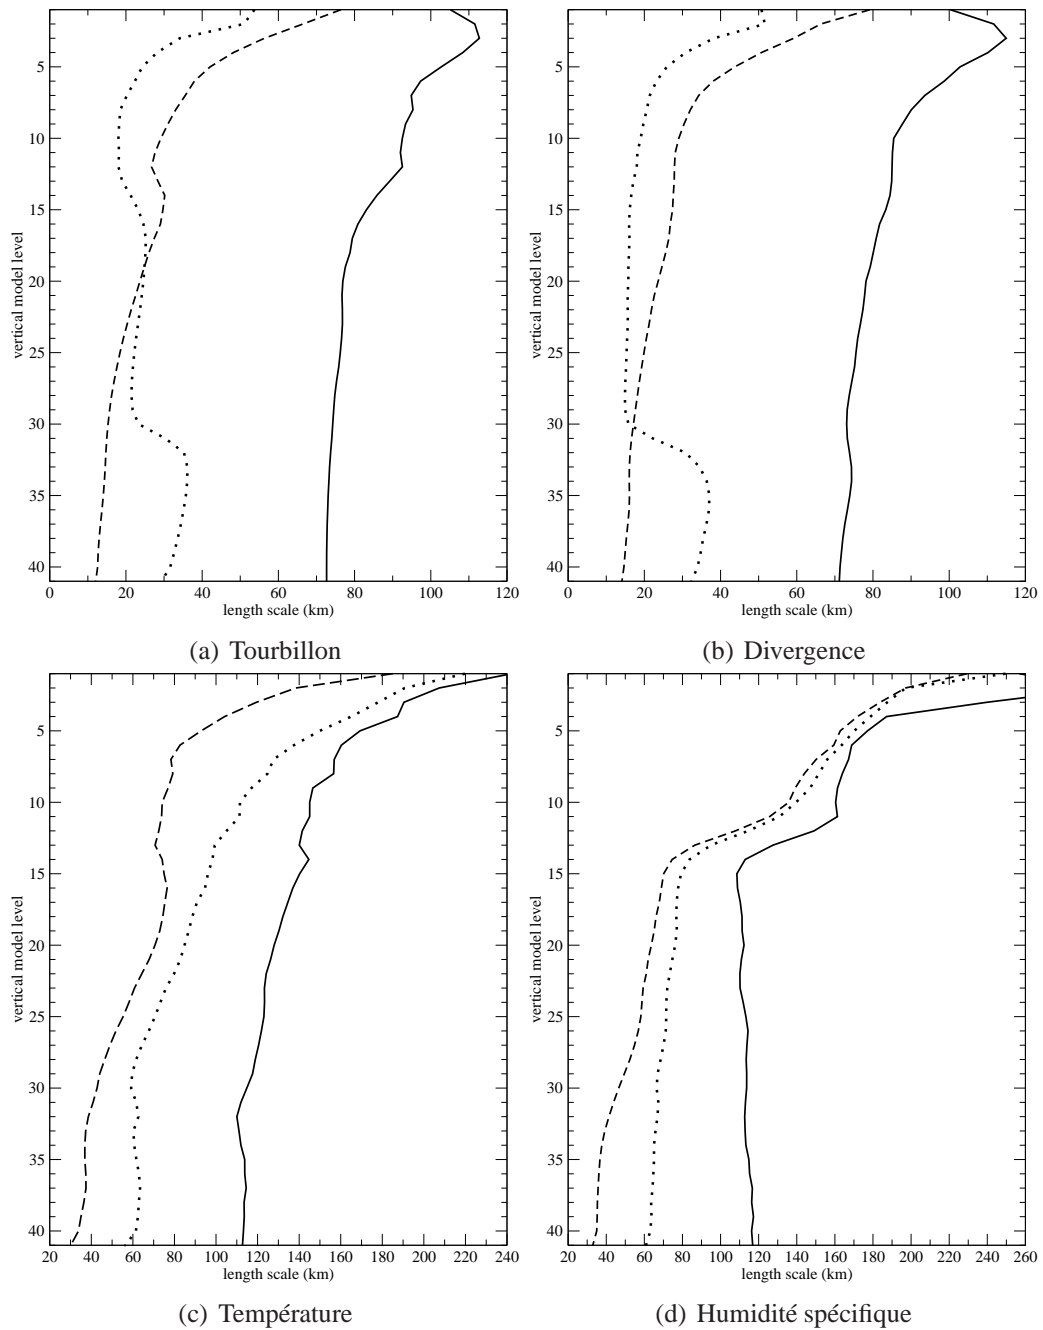 5
10
15
20
25
30
35
40
vertical model level
0 20 40 60 80 100 120
length scale (km)
(a) Tourbillon
5
10
15
20
25
30
35
40
vertical model level
0 20 40 60 80 100 120
length scale (km)
(b) Divergence
5
10
15
20
25
30
35
40
vertical model level
20 40 60 80 100 120 140 160 180 200 220 240
length scale (km)
(c) Température
5
10
15
20
25
30
35
40
vertical model level
20 40 60 80 100 120 140 160 180 200 220 240 260
length scale (km)
(d) Humidité spécifique